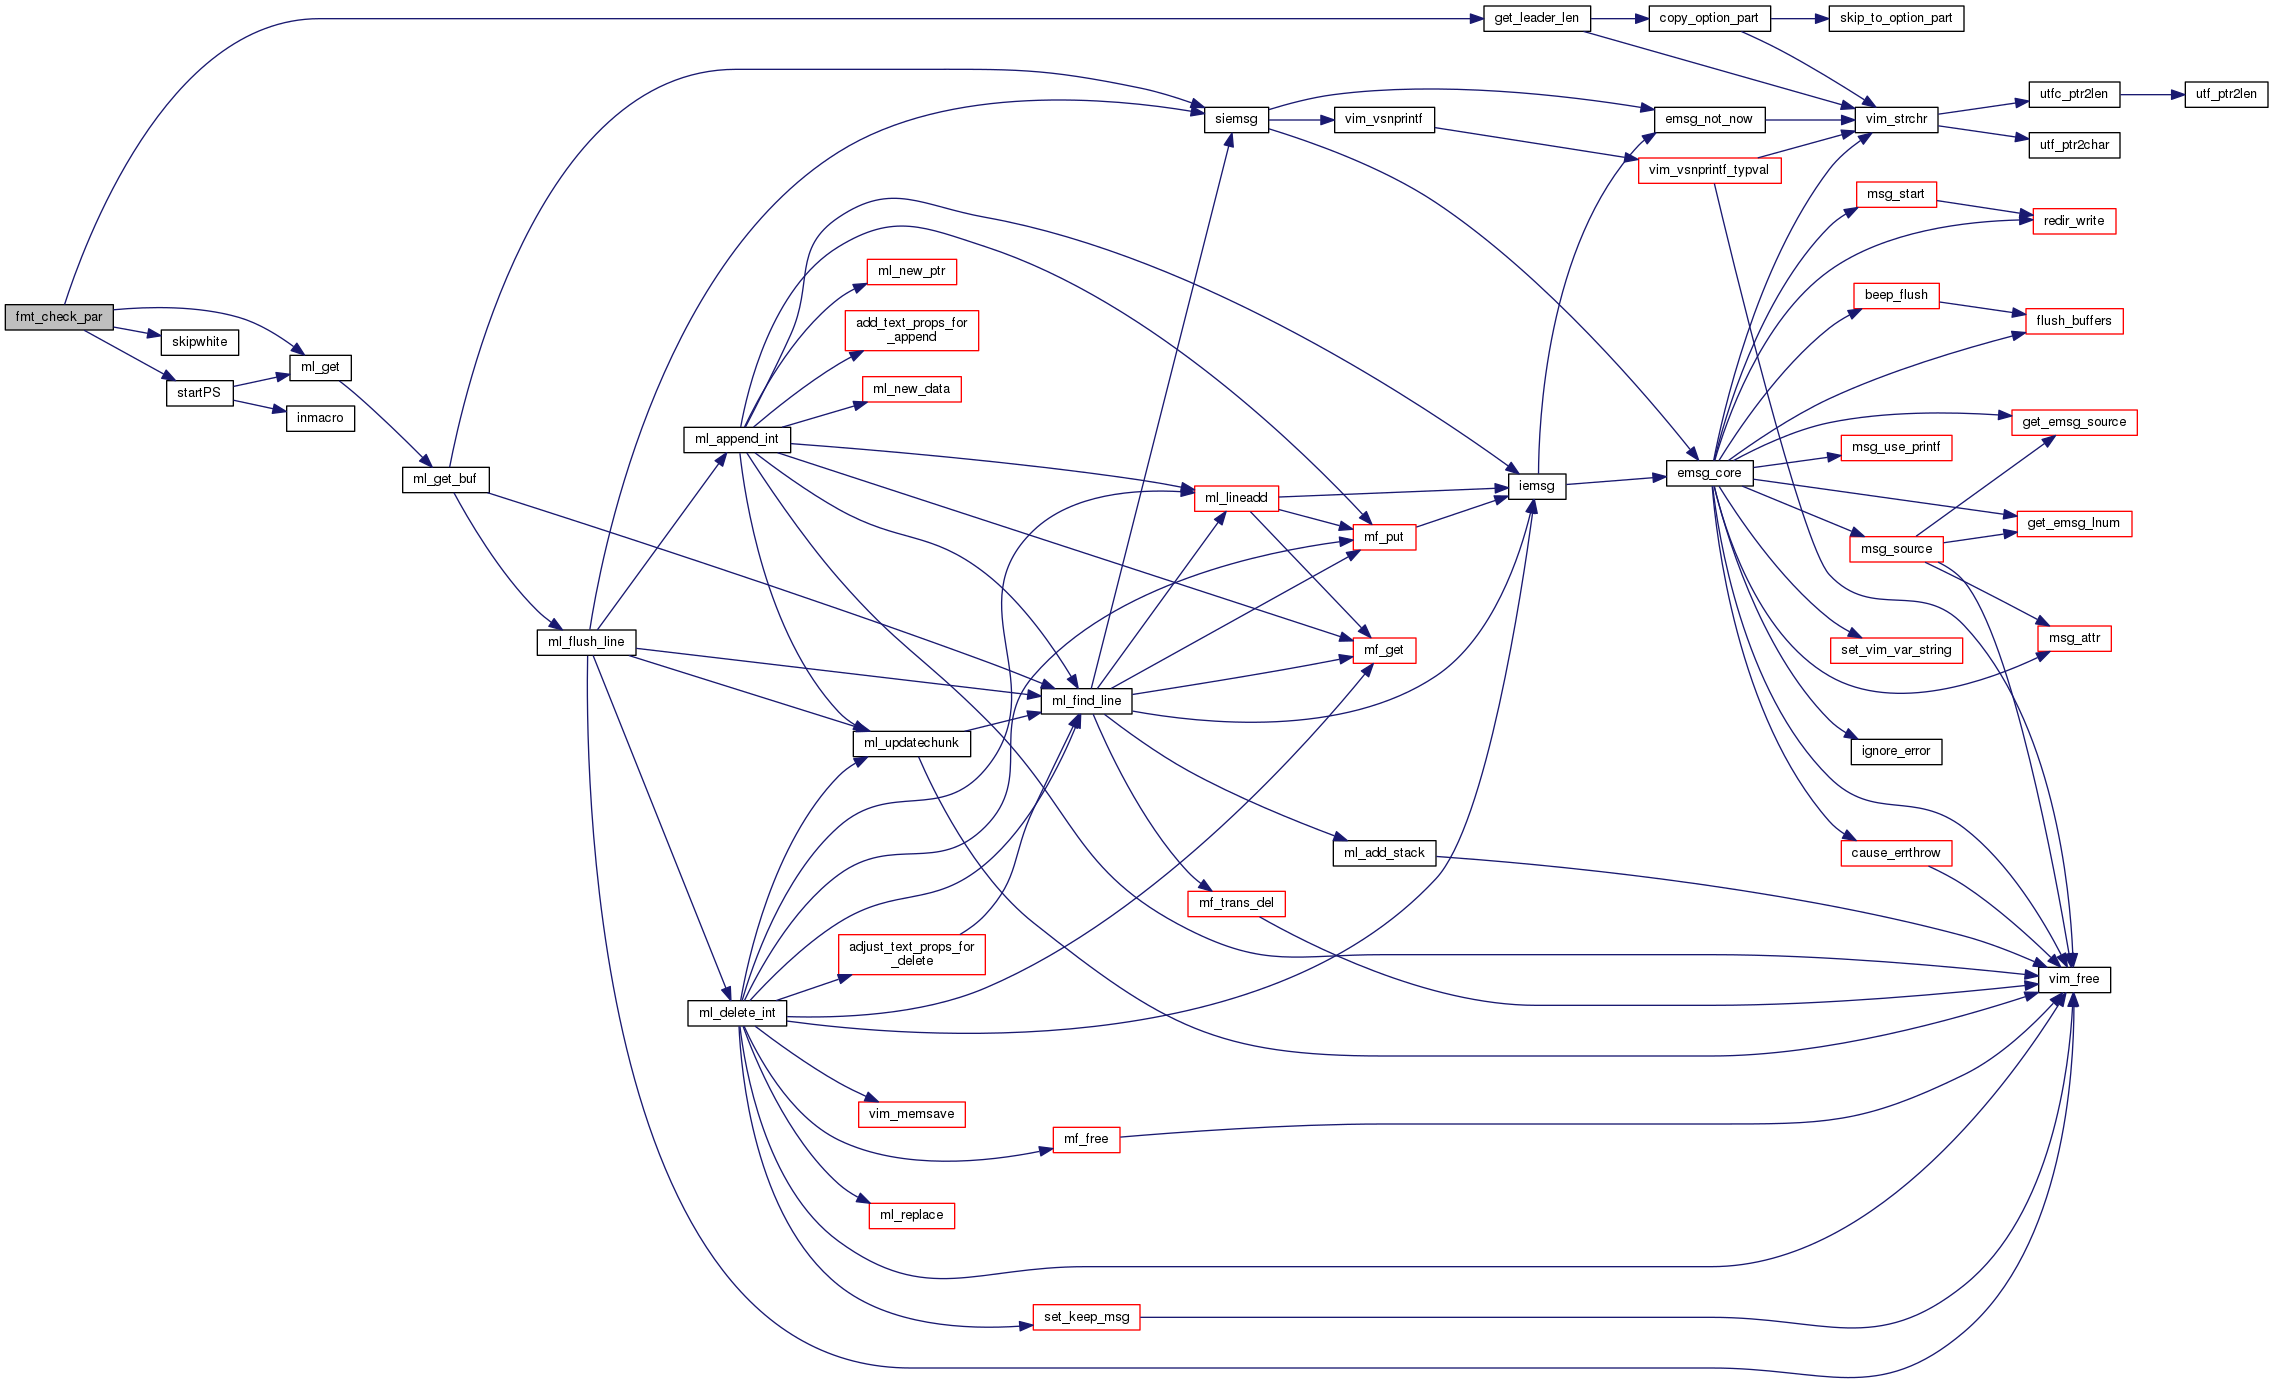 get_leader_len
copy_option_part
skip_to_option_part
utfc_ptr2len
utf_ptr2len
siemsg
vim_vsnprintf
emsg_not_now
vim_strchr
utf_ptr2char
vim_vsnprintf_typval
msg_start
redir_write
ml_new_ptr
beep_flush
fmt_check_par
add_text_props_for
_append
flush_buffers
skipwhite
ml_get
startPS
ml_new_data
inmacro
get_emsg_source
ml_append_int
msg_use_printf
ml_get_buf
emsg_core
iemsg
ml_lineadd
get_emsg_lnum
mf_put
msg_source
ml_flush_line
mf_get
set_vim_var_string
msg_attr
ml_find_line
ml_updatechunk
ignore_error
ml_add_stack
cause_errthrow
mf_trans_del
adjust_text_props_for
_delete
vim_free
ml_delete_int
vim_memsave
mf_free
ml_replace
set_keep_msg